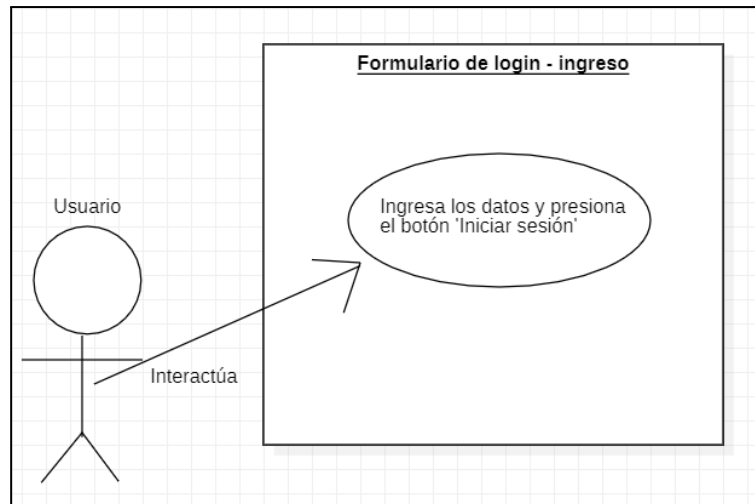 Formulario de login - ingreso
Usuario
Ingresa los datos y presiona
el botón 'Iniciar sesión'
Interactúa